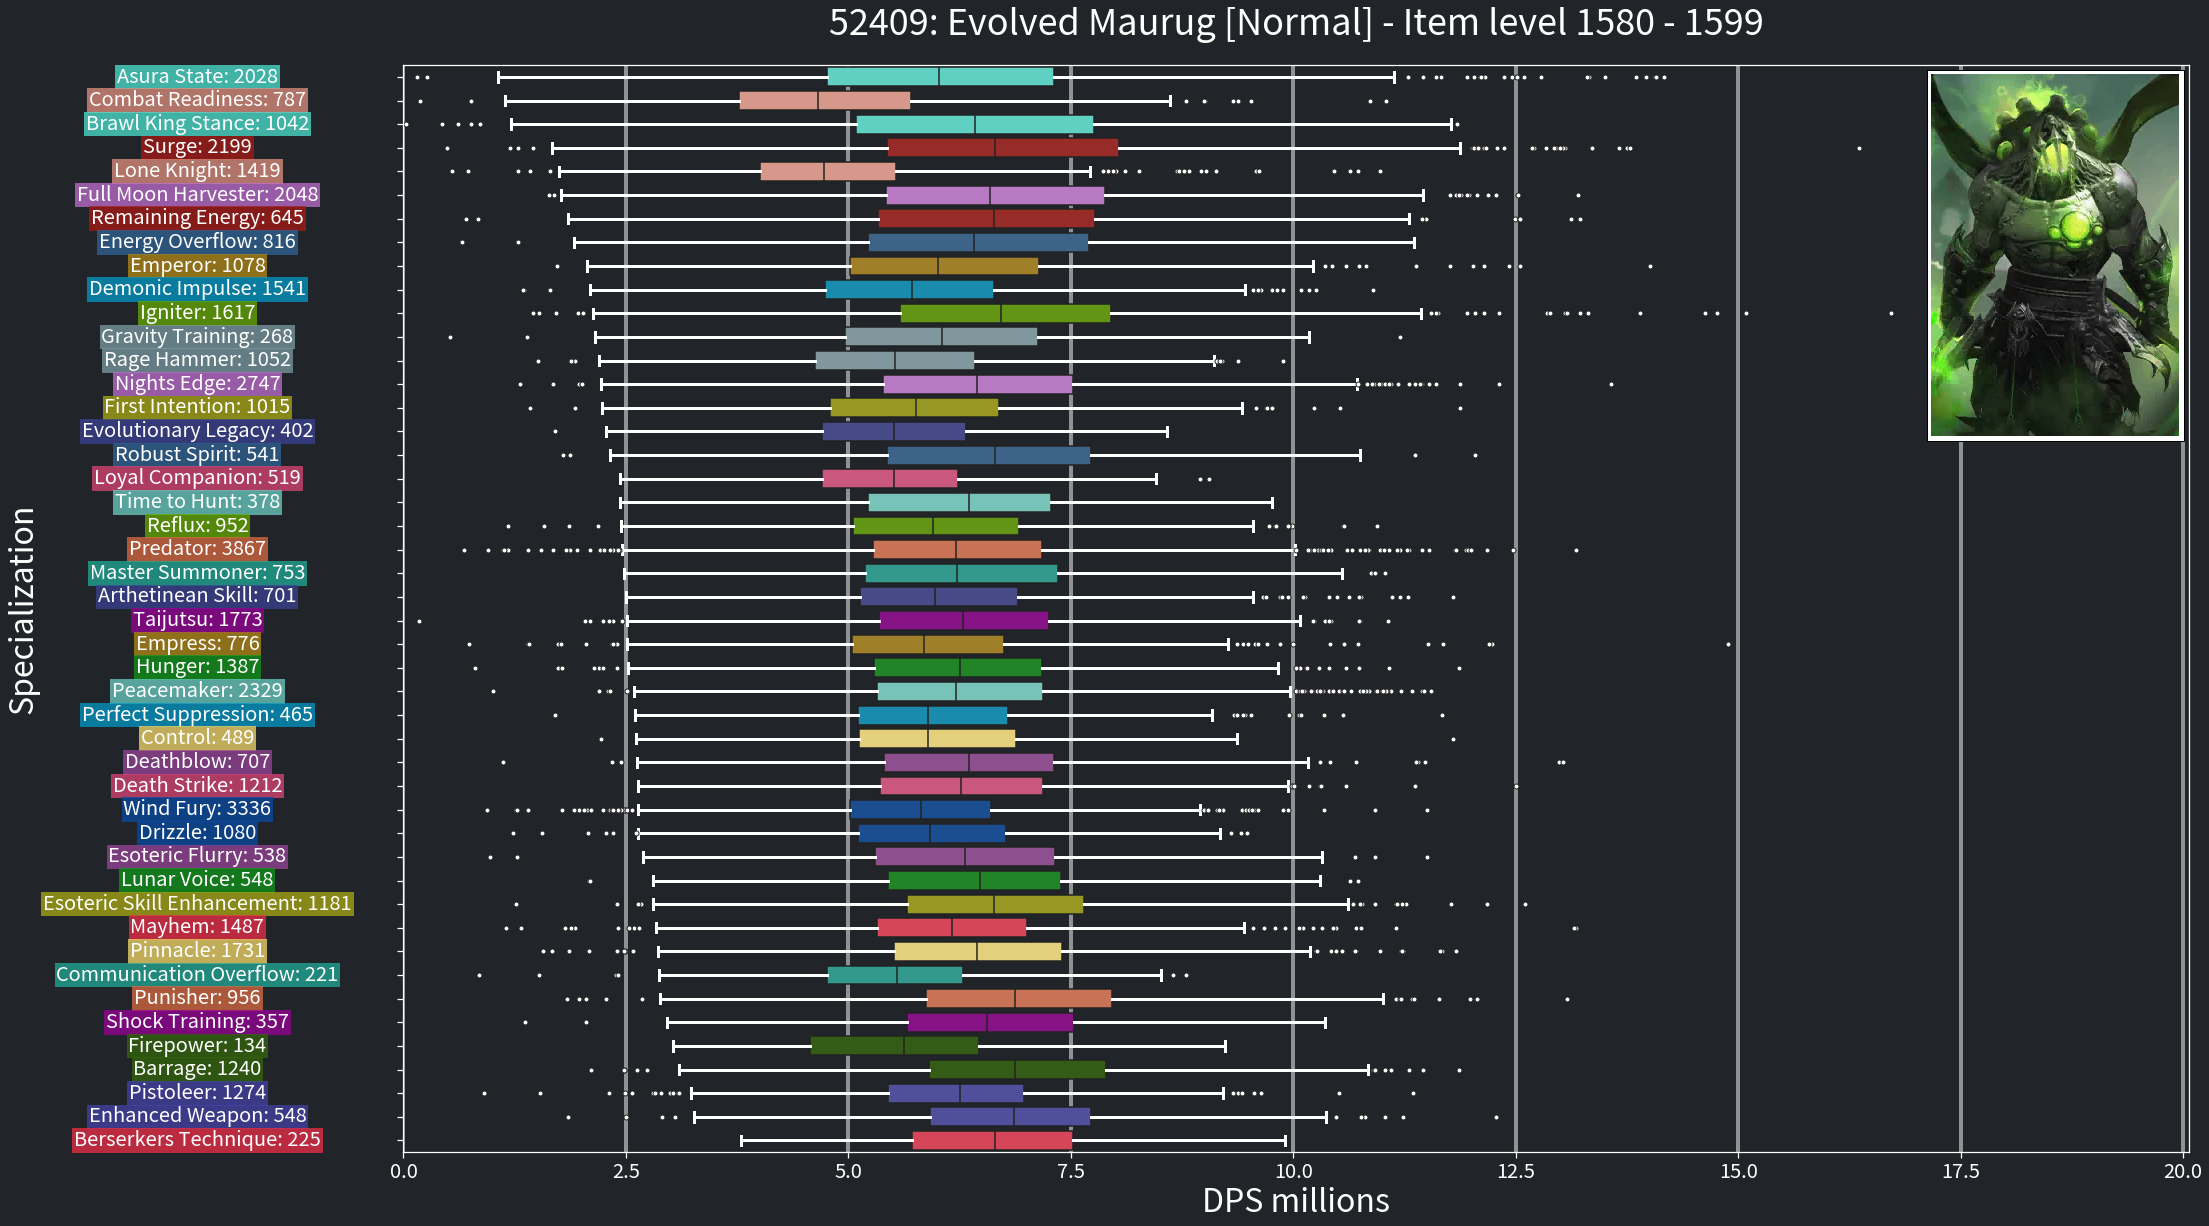 52409: Evolved Maurug [Normal] - Item level 1580 - 1599
Specialization
Asura State: 2028
Combat Readiness: 787
Brawl King Stance: 1042
Surge: 2199
Lone Knight: 1419
Full Moon Harvester: 2048
Remaining Energy: 645
Energy Overflow: 816
Emperor: 1078
Demonic Impulse: 1541
Igniter: 1617
Gravity Training: 268
Rage Hammer: 1052
Nights Edge: 2747
First Intention: 1015
Evolutionary Legacy: 402
Robust Spirit: 541
Loyal Companion: 519
Time to Hunt: 378
Reflux: 952
Predator: 3867
Master Summoner: 753
Arthetinean Skill: 701
Taijutsu: 1773
Empress: 776
Hunger: 1387
Peacemaker: 2329
Perfect Suppression: 465
Control: 489
Deathblow: 707
Death Strike: 1212
Wind Fury: 3336
Drizzle: 1080
Esoteric Flurry: 538
Lunar Voice: 548
Esoteric Skill Enhancement: 1181
Mayhem: 1487
Pinnacle: 1731
Communication Overflow: 221
Punisher: 956
Shock Training: 357
Firepower: 134
Barrage: 1240
Pistoleer: 1274
Enhanced Weapon: 548
Berserkers Technique: 225
0.0 2.5 5.0 7.5 10.0 12.5 15.0 17.5 20.0
DPS millions